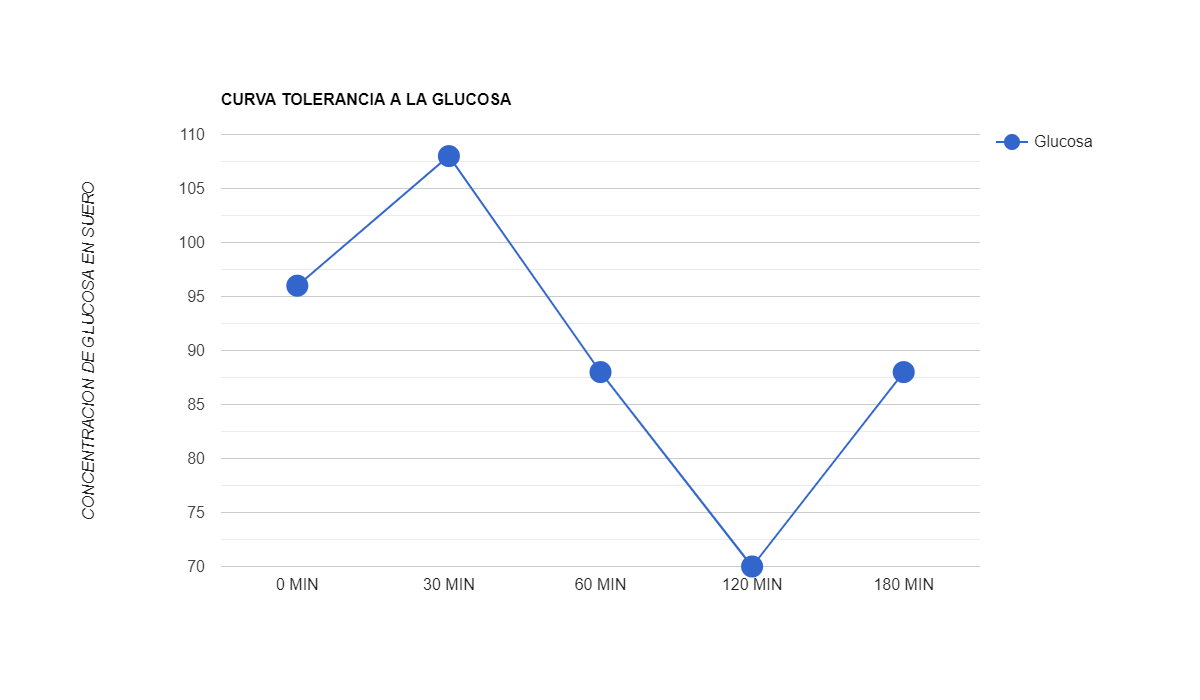 CURVA TOLERANCIA A LA GLUCOSA
Glucosa
CONCENTRACION DE GLUCOSA EN SUERO
110
105
100
95
90
85
80
75
70
0 MIN
30 MIN
60 MIN
120 MIN
180 MIN